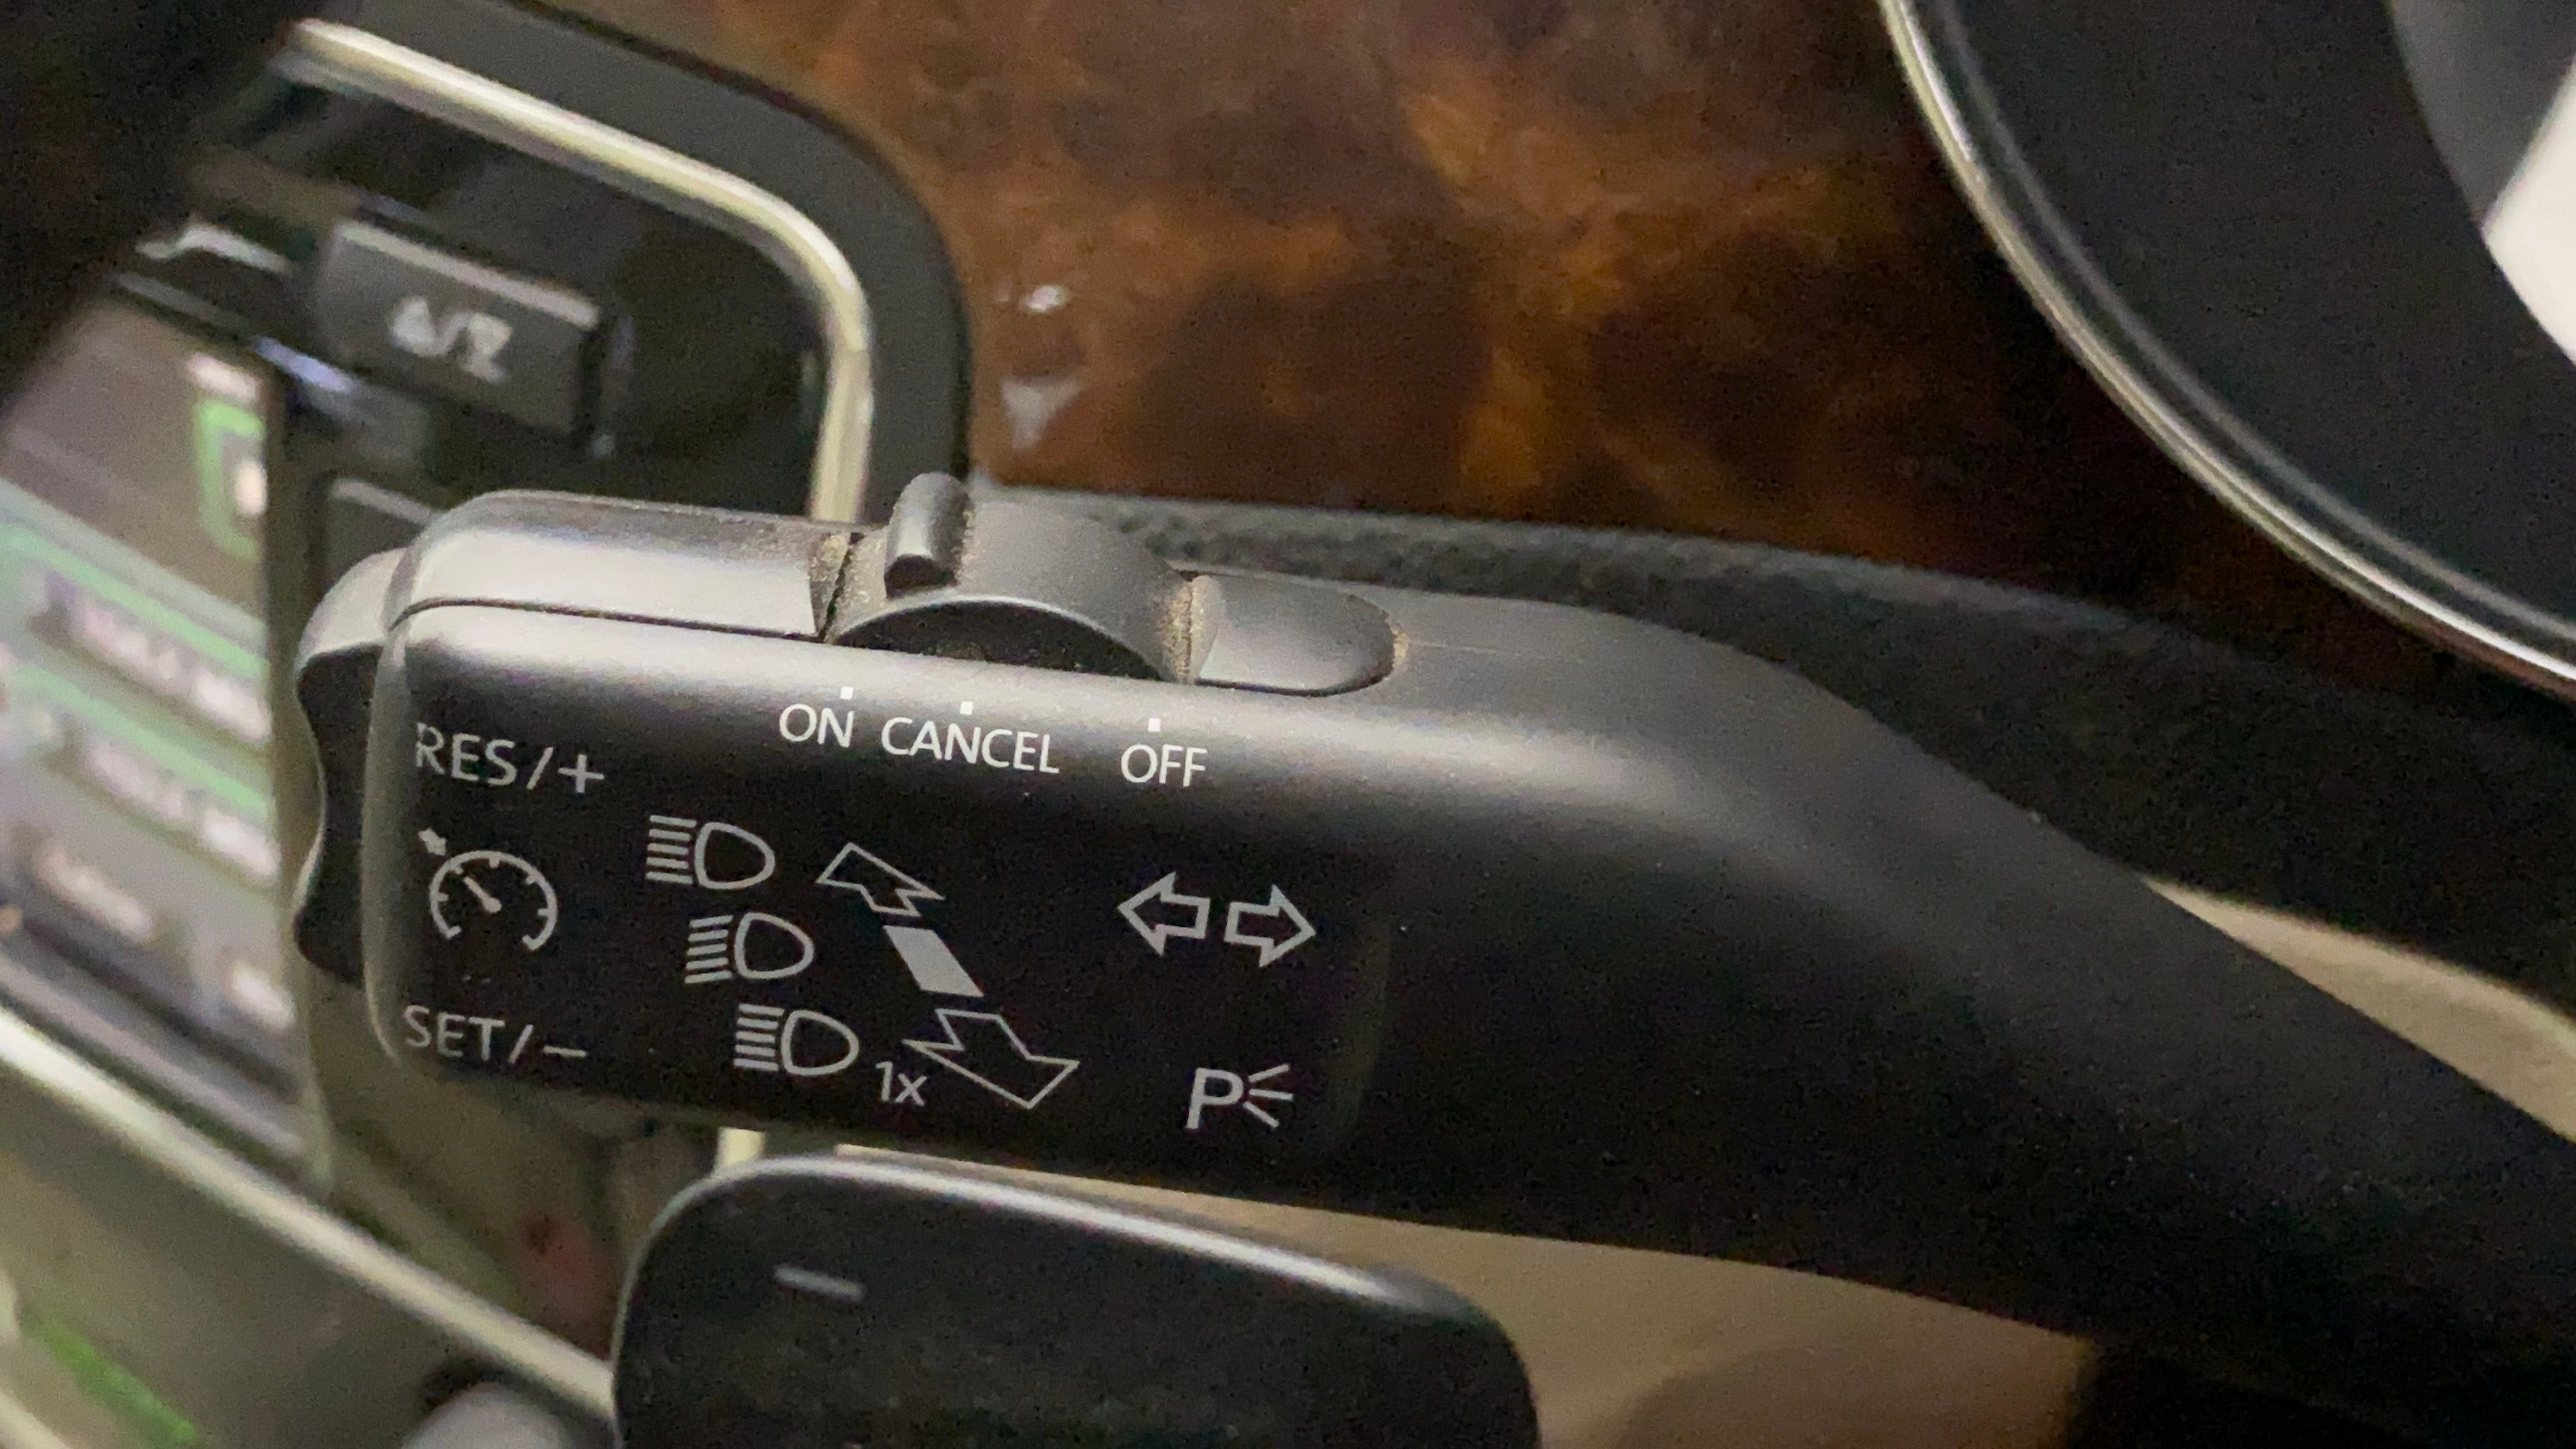 ON CANCEL OFF
RES/+
SET/−
1x
P